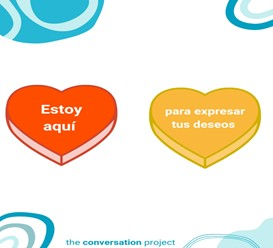 Estoy
aquí
para expresar
tus deseos
the conversation project